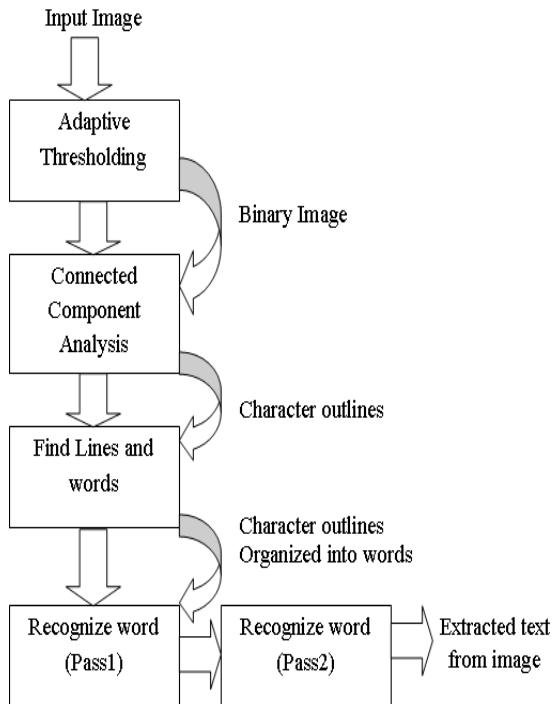 Input Image
Adaptive
Thresholding
Binary Image
Connected
Component
Analysis
Character outlines
Find Lines and
words
Character outlines
Organized into words
Recognize word
(Pass1)
Recognize word
(Pass2)
Extracted text
from image